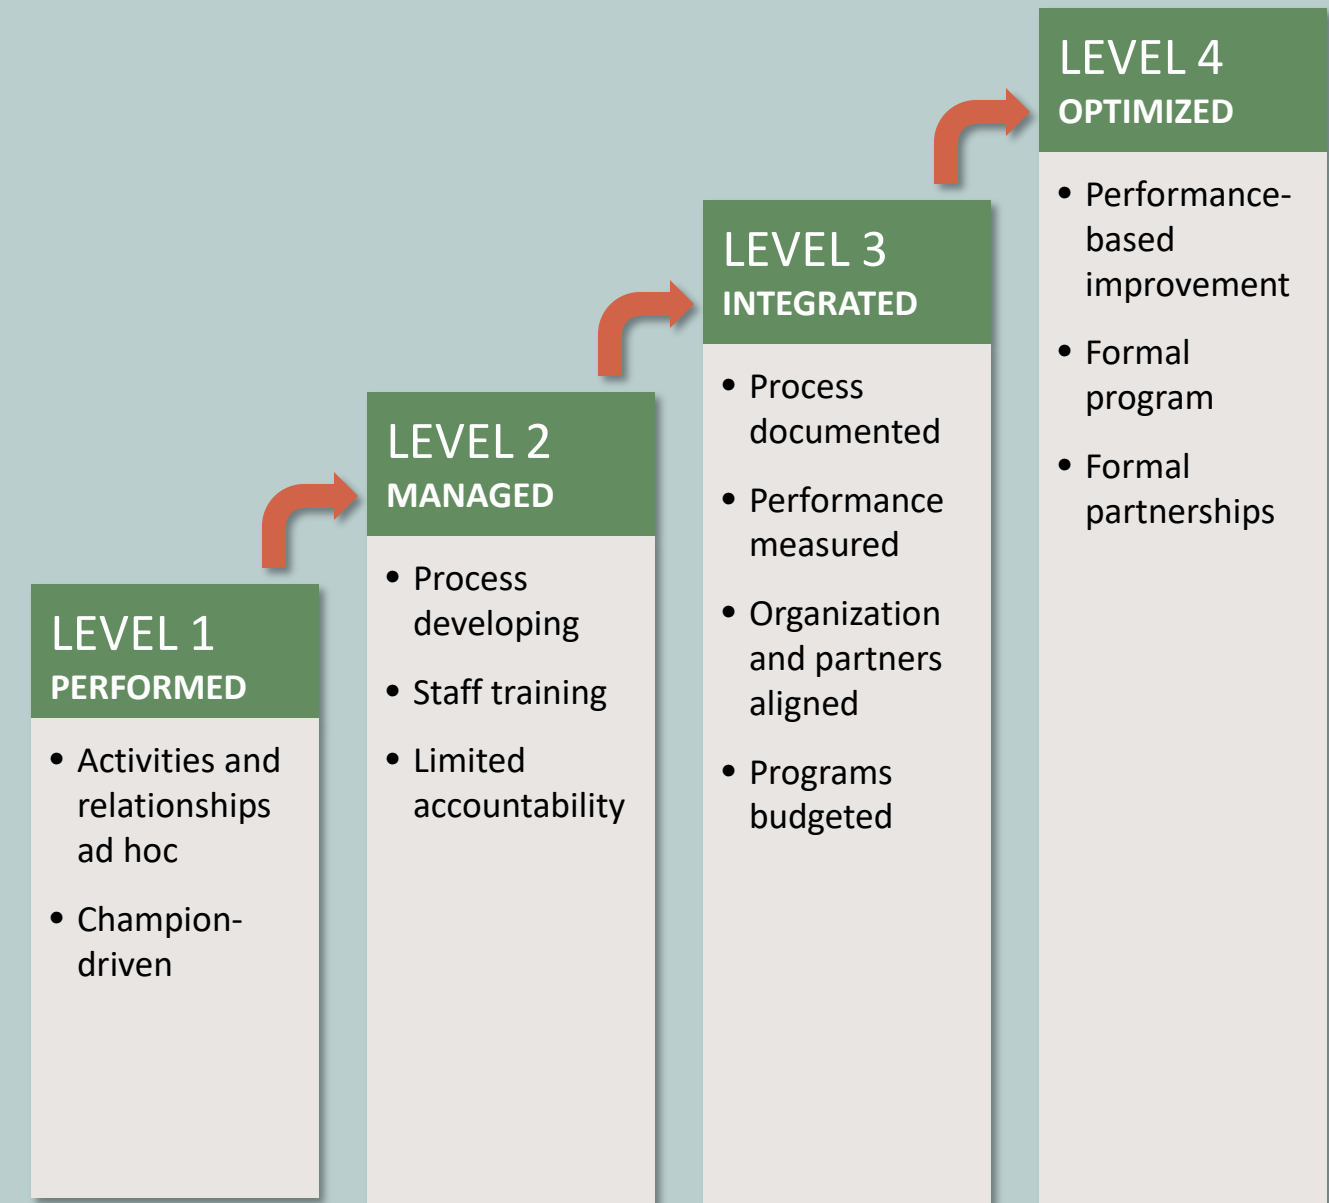 LEVEL 1
PERFORMED
• Activities and
relationships
ad hoc
• Champion-
driven
LEVEL 2
MANAGED
• Process
developing
• Staff training
• Limited
accountability
LEVEL 3
INTEGRATED
• Process
documented
• Performance
measured
• Organization
and partners
aligned
• Programs
budgeted
LEVEL 4
OPTIMIZED
• Performance-
based
improvement
• Formal
program
• Formal
partnerships